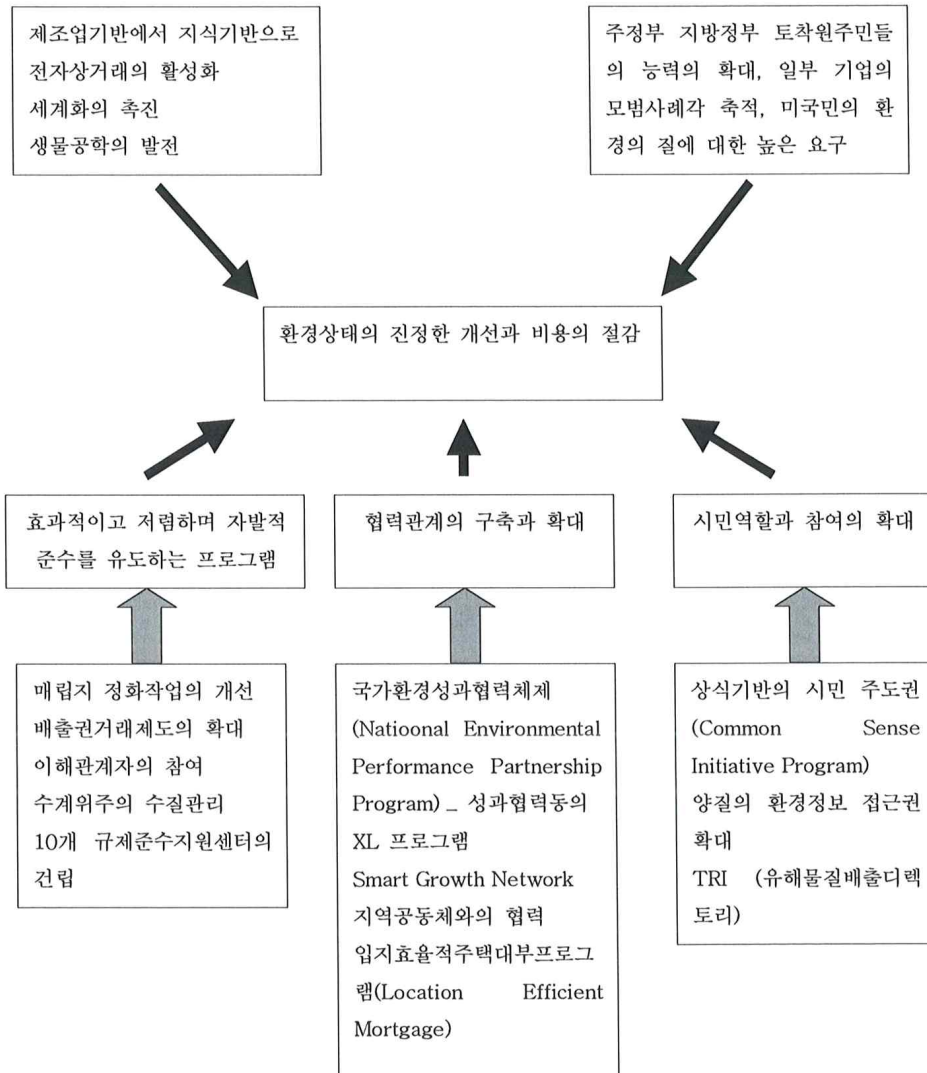 제조업기반에서 지식기반으로
전자상거래의 활성화
세계화의 촉진
생물공학의 발전
주정부 지방정부 토착원주민들
의 능력의 확대, 일부 기업의
모범사례각 축적, 미국민의 환
경의 질에 대한 높은 요구
환경상태의 진정한 개선과 비용의 절감
효과적이고 저렴하며 자발적
준수를 유도하는 프로그램
협력관계의 구축과 확대
시민역할과 참여의 확대
매립지 정화작업의 개선
배출권거래제도의 확대
이해관계자의 참여
수계위주의 수질관리
10개 규제준수지원센터의
건립
국가환경성과협력체제
(Natioonal Environmental
Performance Partnership
Program) _ 성과협력동의
XL 프로그램
Smart Growth Network
지역공동체와의 협력
입지효율적주택대부프로그
램(Location Efficient
Mortgage)
상식기반의 시민 주도권
(Common Sense
Initiative Program)
양질의 환경정보 접근권
확대
TRI (유해물질배출디렉
토리)